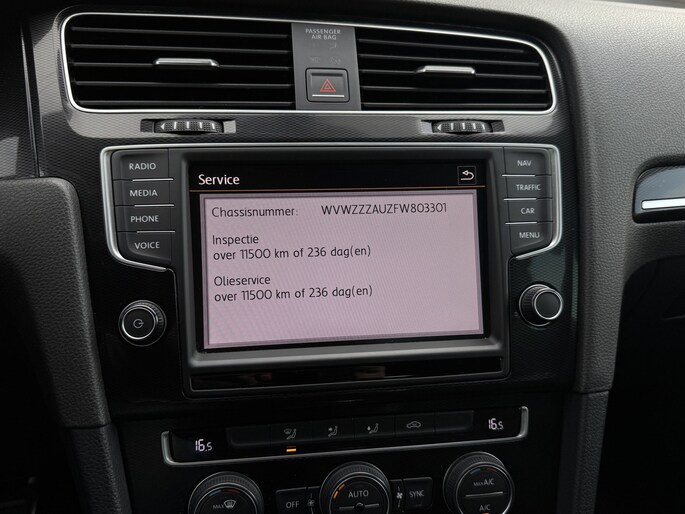 PASSENGER
AIR BAG
RADIO
MEDIA
PHONE
VOICE
NAV
TRAFFIC
CAR
MENU
Service
Chassisnummer: WVWZZZAUZFW803301
Inspectie
over 11500 km of 236 dag(en)
Olieservice
over 11500 km of 236 dag(en)
16.5
16.5
MAX
OFF
AUTO
SYNC
MAX A/C
A/C